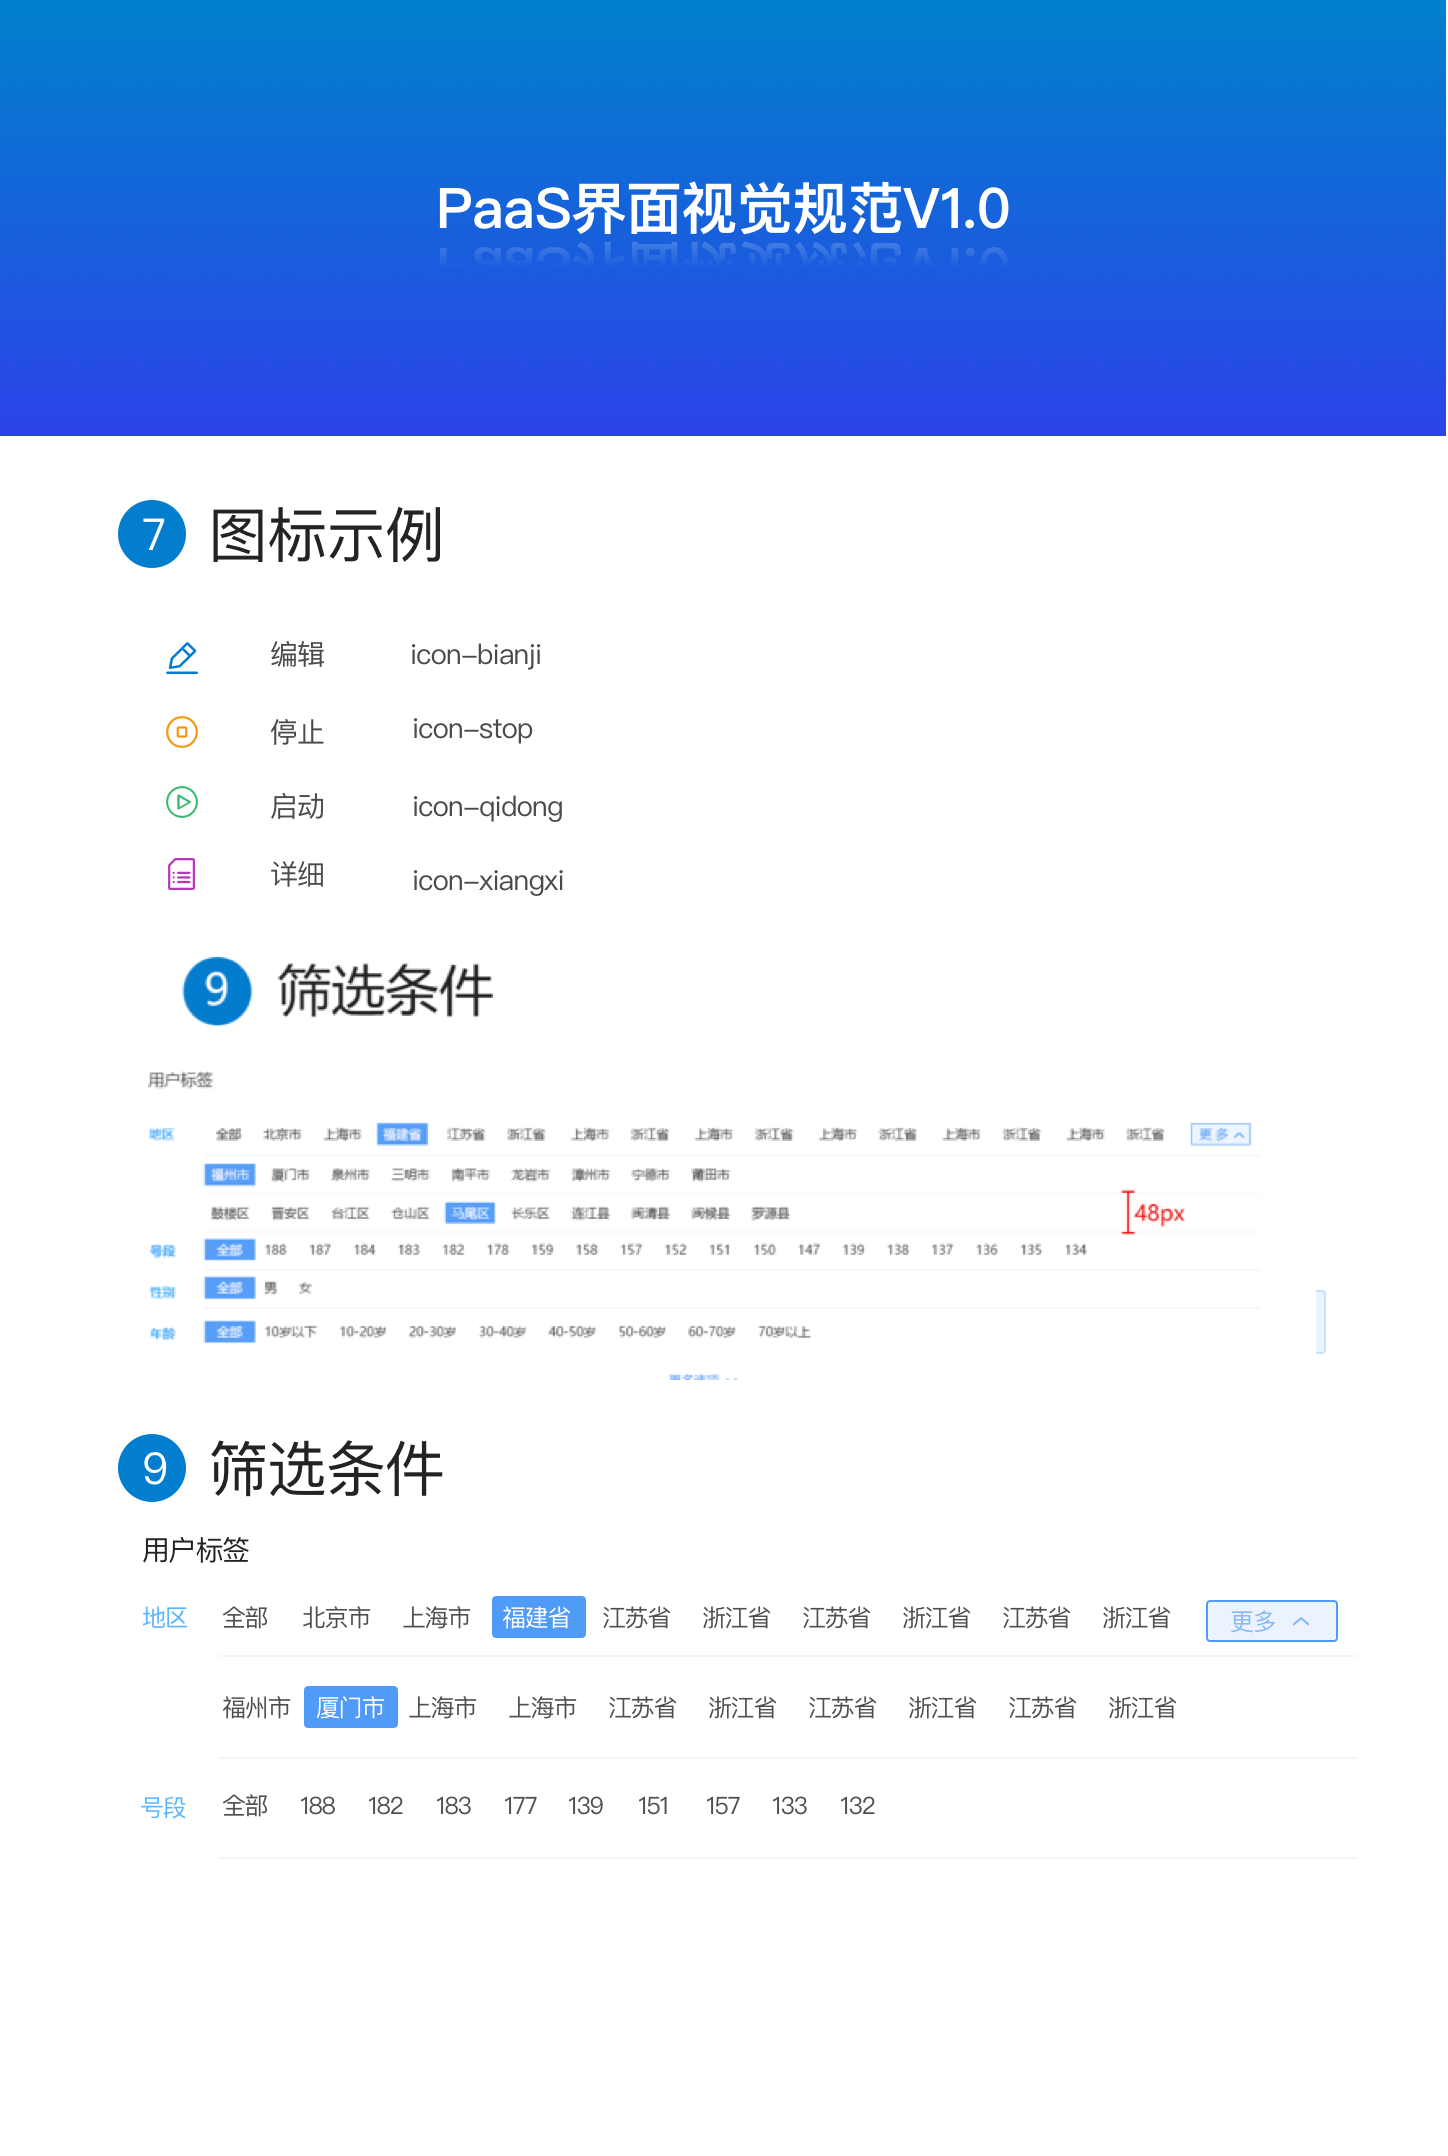 PaaS界面视觉规范V1.0
7 图标示例
编辑 icon-bianji
停止 icon-stop
启动 icon-qidong
详细 icon-xiangxi
9 筛选条件
用户标签
地区 全部 北京市 上海市 福建省 江苏省 浙江省 上海市 浙江省 上海市 浙江省 上海市 浙江省 上海市 浙江省 上海市 浙江省 更多
福州市 厦门市 泉州市 三明市 南平市 龙岩市 漳州市 宁德市 莆田市
鼓楼区 晋安区 台江区 仓山区 马尾区 长乐区 连江县 闽清县 闽候县 罗源县
48px
号段 全部 188 187 184 183 182 178 159 158 157 152 151 150 147 139 138 137 136 135 134
性别 全部 男 女
年龄 全部 10岁以下 10-20岁 20-30岁 30-40岁 40-50岁 50-60岁 60-70岁 70岁以上
9 筛选条件
用户标签
地区 全部 北京市 上海市 福建省 江苏省 浙江省 江苏省 浙江省 江苏省 浙江省 更多
福州市 厦门市 上海市 上海市 江苏省 浙江省 江苏省 浙江省 江苏省 浙江省
号段 全部 188 182 183 177 139 151 157 133 132